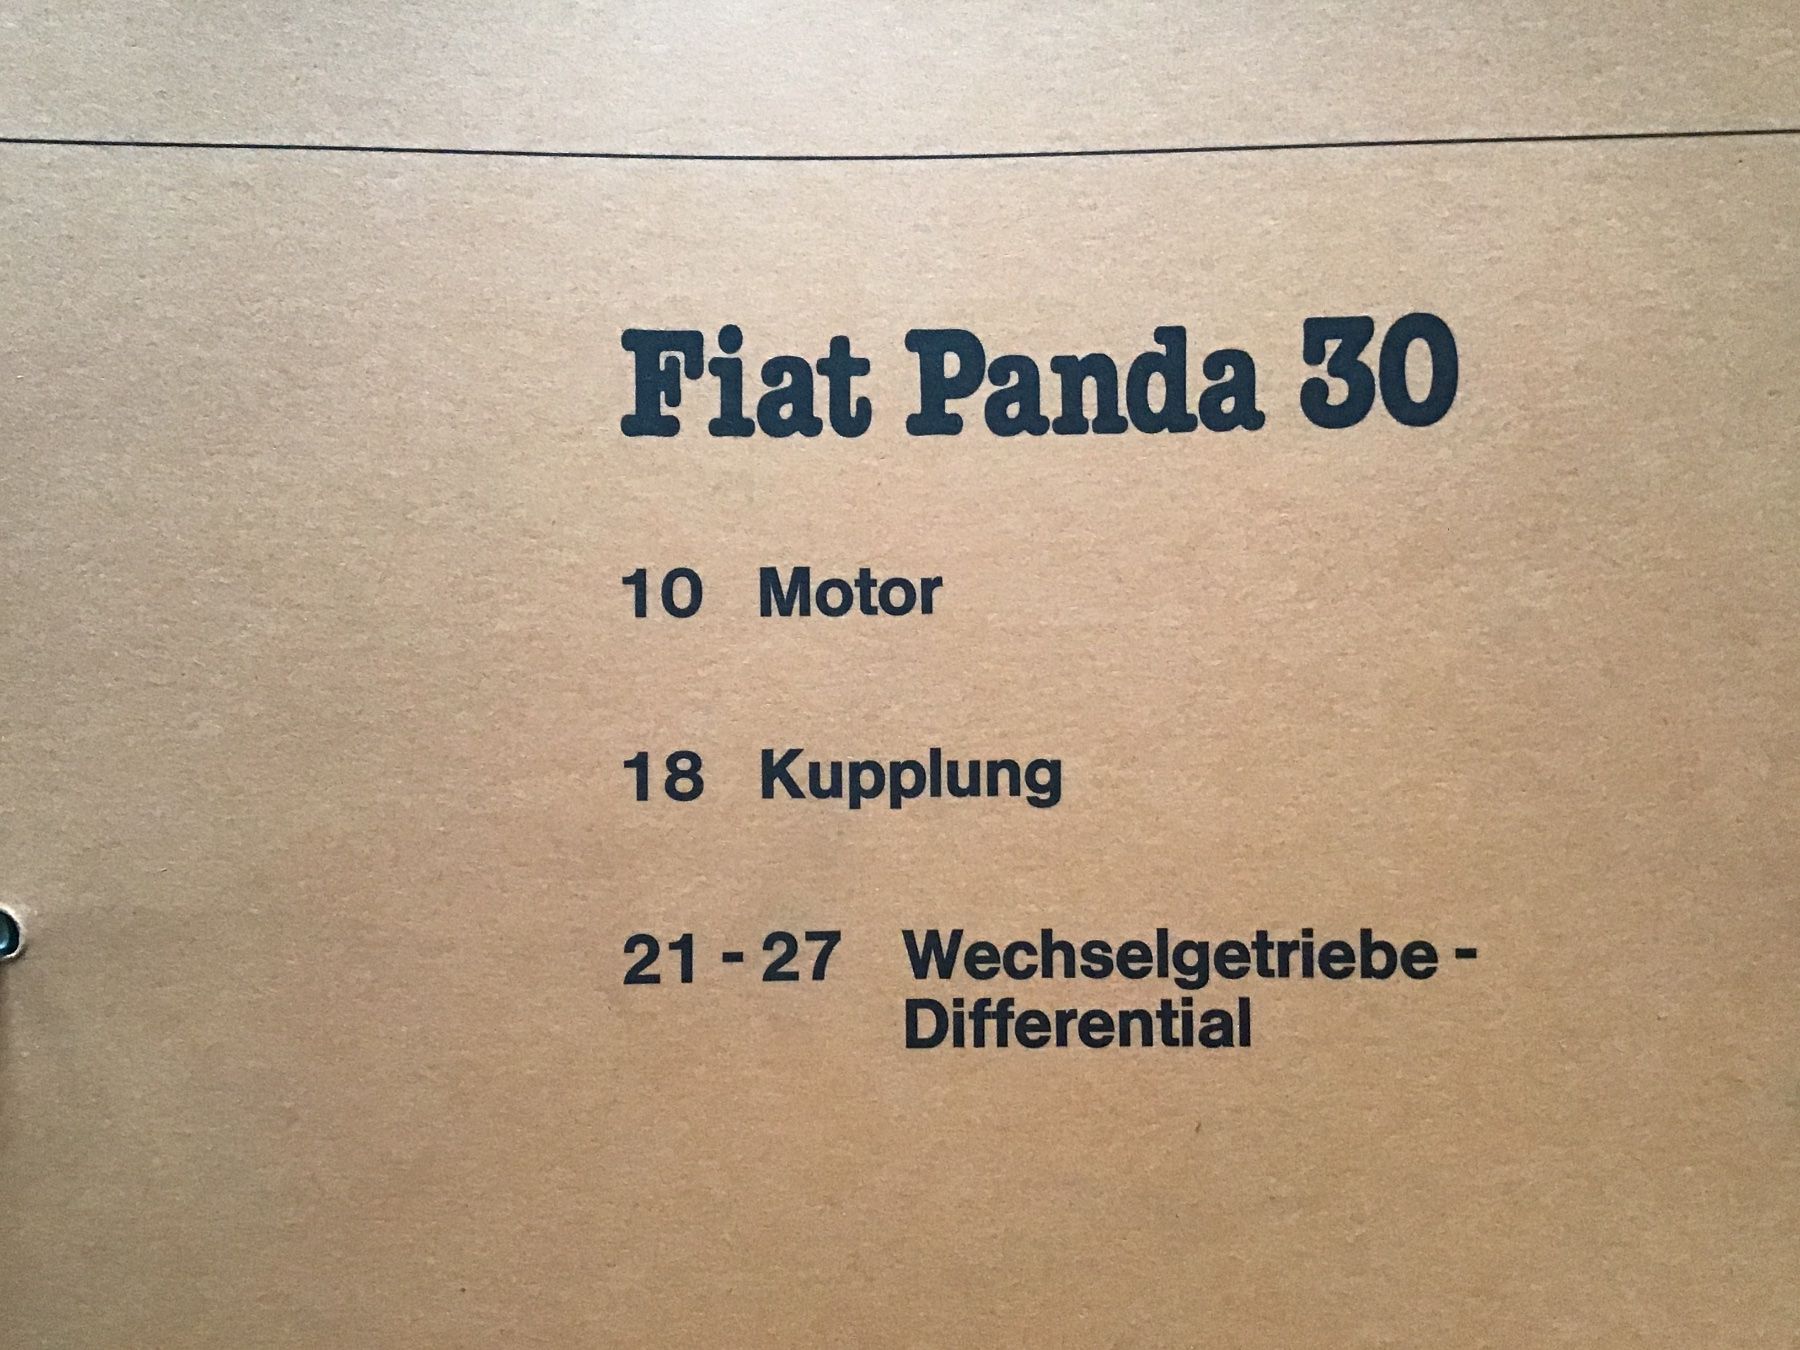 Fiat Panda 30
10 Motor
18 Kupplung
21 - 27 Wechselgetriebe -
Differential